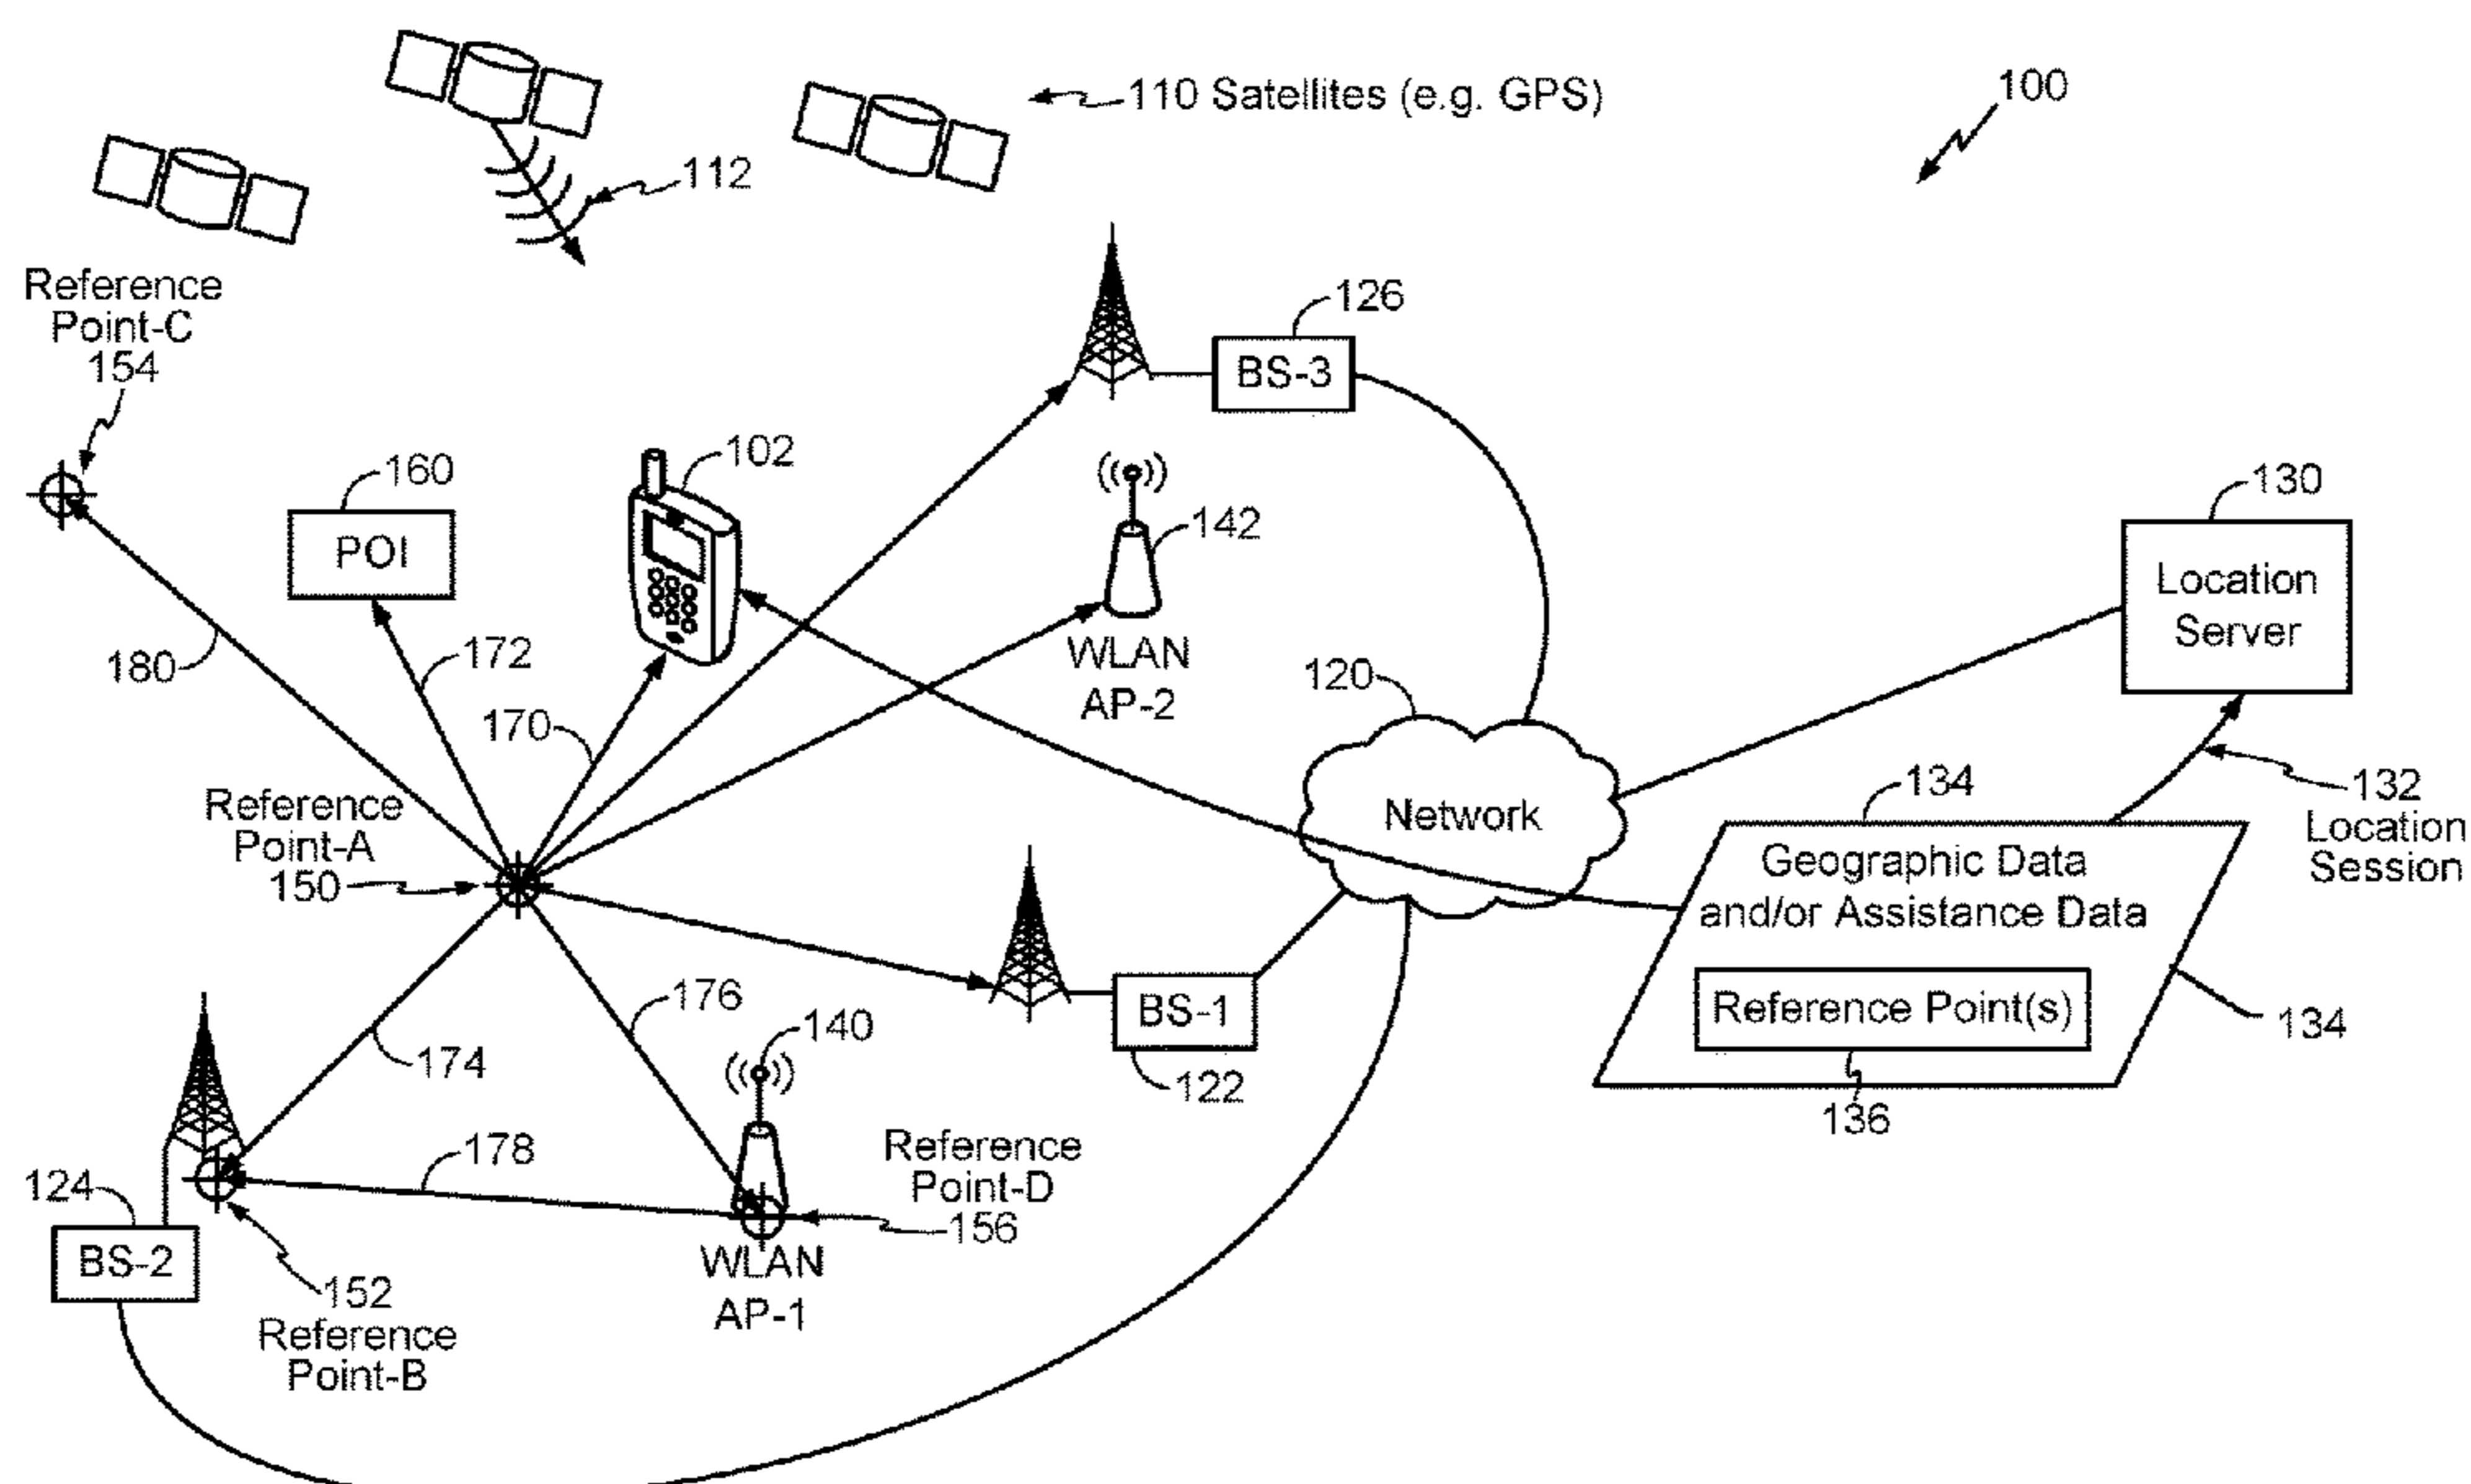 110 Satellites (e.g. GPS)
100
112
Reference
Point-C
154
126
BS-3
102
160
POI
142
WLAN
AP-2
130
Location
Server
180
172
170
120
Network
134
132
Location
Session
Reference
Point-A
150
Geographic Data
and/or Assistance Data
Reference Point(s)
134
136
176
140
BS-1
122
174
178
Reference
Point-D
156
124
BS-2
WLAN
AP-1
152
Reference
Point-B